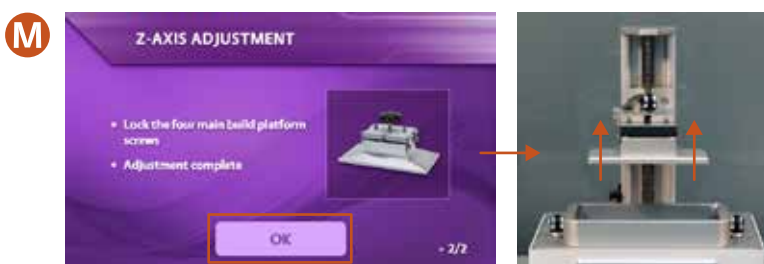 M
Z-AXIS ADJUSTMENT
• Lock the four main build platform
screws
• Adjustment complete
OK
- 2/2